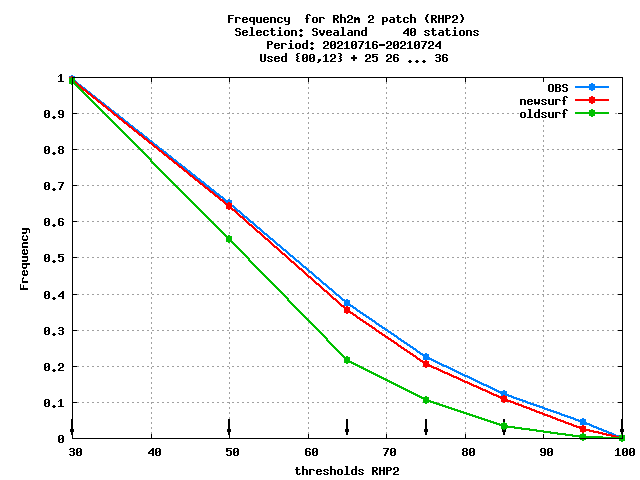 Frequency  for Rh2m 2 patch (RHP2)
Selection: Svealand     40 stations
Period: 20210716-20210724
Used {00,12} + 25 26 ... 36
OBS
newsurf
oldsurf
1
0.9
0.8
0.7
0.6
0.5
0.4
0.3
0.2
0.1
0
Frequency
30 40 50 60 70 80 90 100
thresholds RHP2